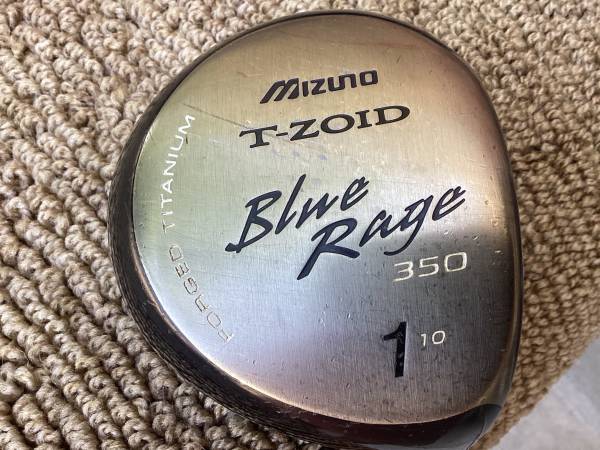 MIZUNO
T-ZOID
Blue
Rage
350
1 10
FORGED TITANIUM